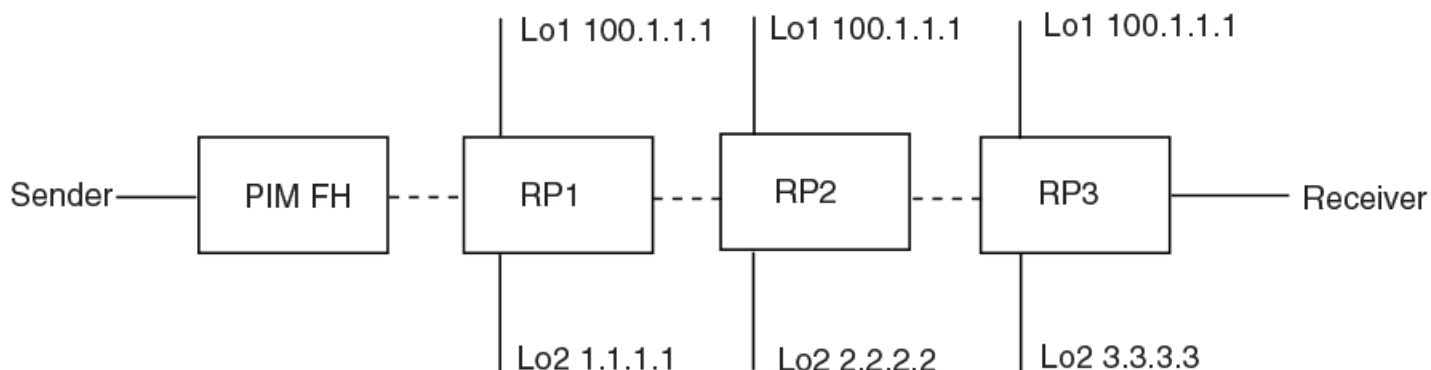 Lo1 100.1.1.1
Lo1 100.1.1.1
Lo1 100.1.1.1
Sender
PIM FH
RP1
RP2
RP3
Receiver
Lo2 1.1.1.1
Lo2 2.2.2.2
Lo2 3.3.3.3